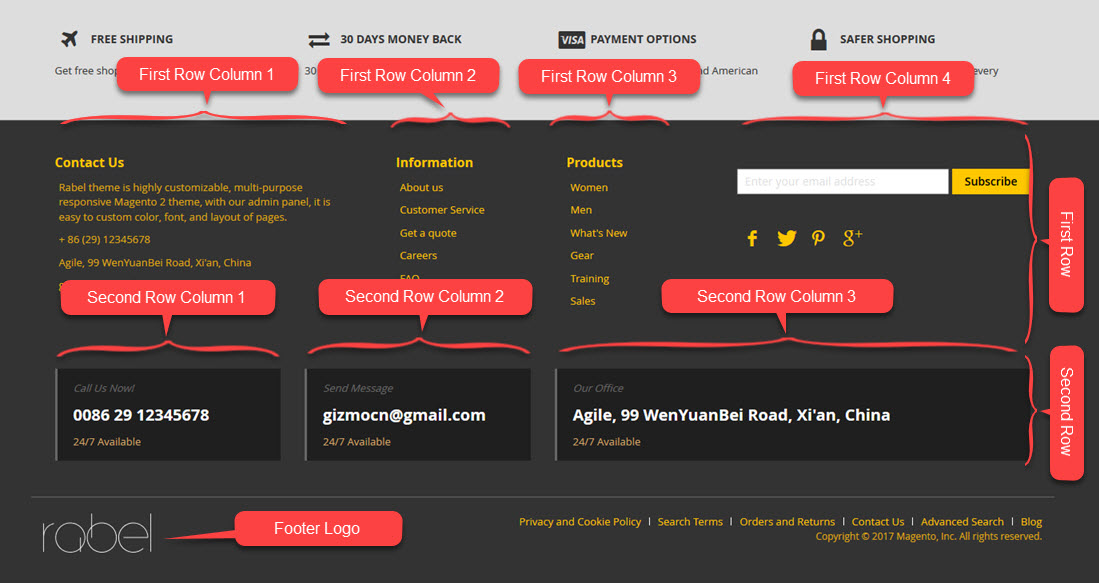 FREE SHIPPING
30 DAYS MONEY BACK
VISA PAYMENT OPTIONS
SAFER SHOPPING
Get free
30
American
every
First Row Column 1
First Row Column 2
First Row Column 3
First Row Column 4
Contact Us
Rabel theme is highly customizable, multi-purpose
responsive Magento 2 theme, with our admin panel, it is
easy to custom color, font, and layout of pages.
+ 86 (29) 12345678
Agile, 99 WenYuanBei Road, Xi'an, China
Information
About us
Customer Service
Get a quote
Careers
FAQ
Products
Women
Men
What's New
Gear
Training
Sales
Enter your email address
Subscribe
First Row
Second Row Column 1
Second Row Column 2
Second Row Column 3
Second Row
Call Us Now!
0086 29 12345678
24/7 Available
Send Message
gizmocn@gmail.com
24/7 Available
Our Office
Agile, 99 WenYuanBei Road, Xi'an, China
24/7 Available
rabel
Footer Logo
Privacy and Cookie Policy | Search Terms | Orders and Returns | Contact Us | Advanced Search | Blog
Copyright © 2017 Magento, Inc. All rights reserved.